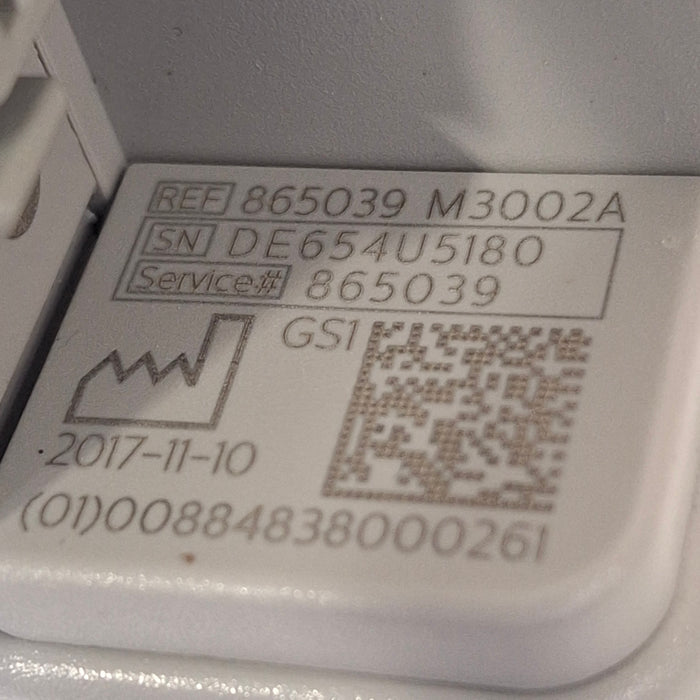 REF 865039 M3002A
SN DE654U5180
Service# 865039
GS1
2017-11-10
(01)00884838000261